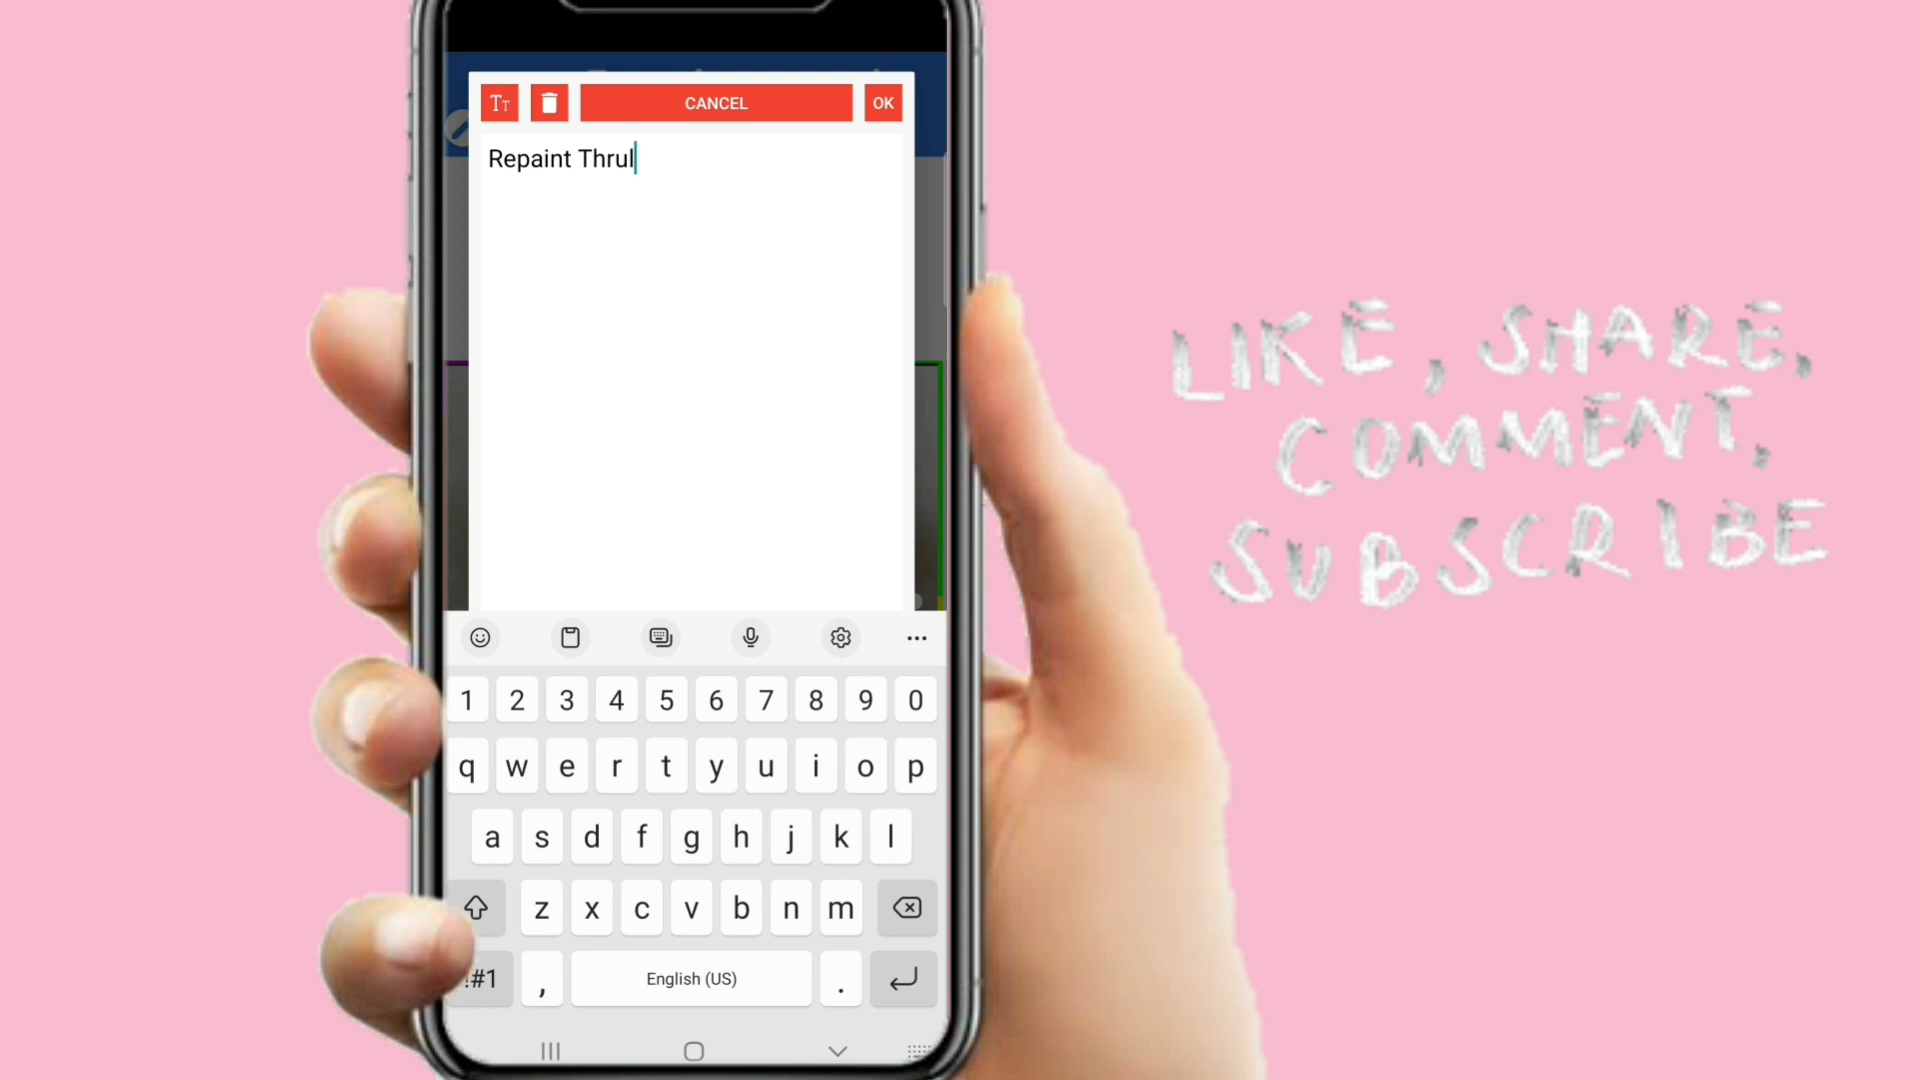 TT CANCEL OK
Repaint Thrul
LIKE, SHARE,
COMMENT,
SUBSCRIBE
1 2 3 4 5 6 7 8 9 0
q w e r t y u i o p
a s d f g h j k l
z x c v b n m
!#1 , English (US) .